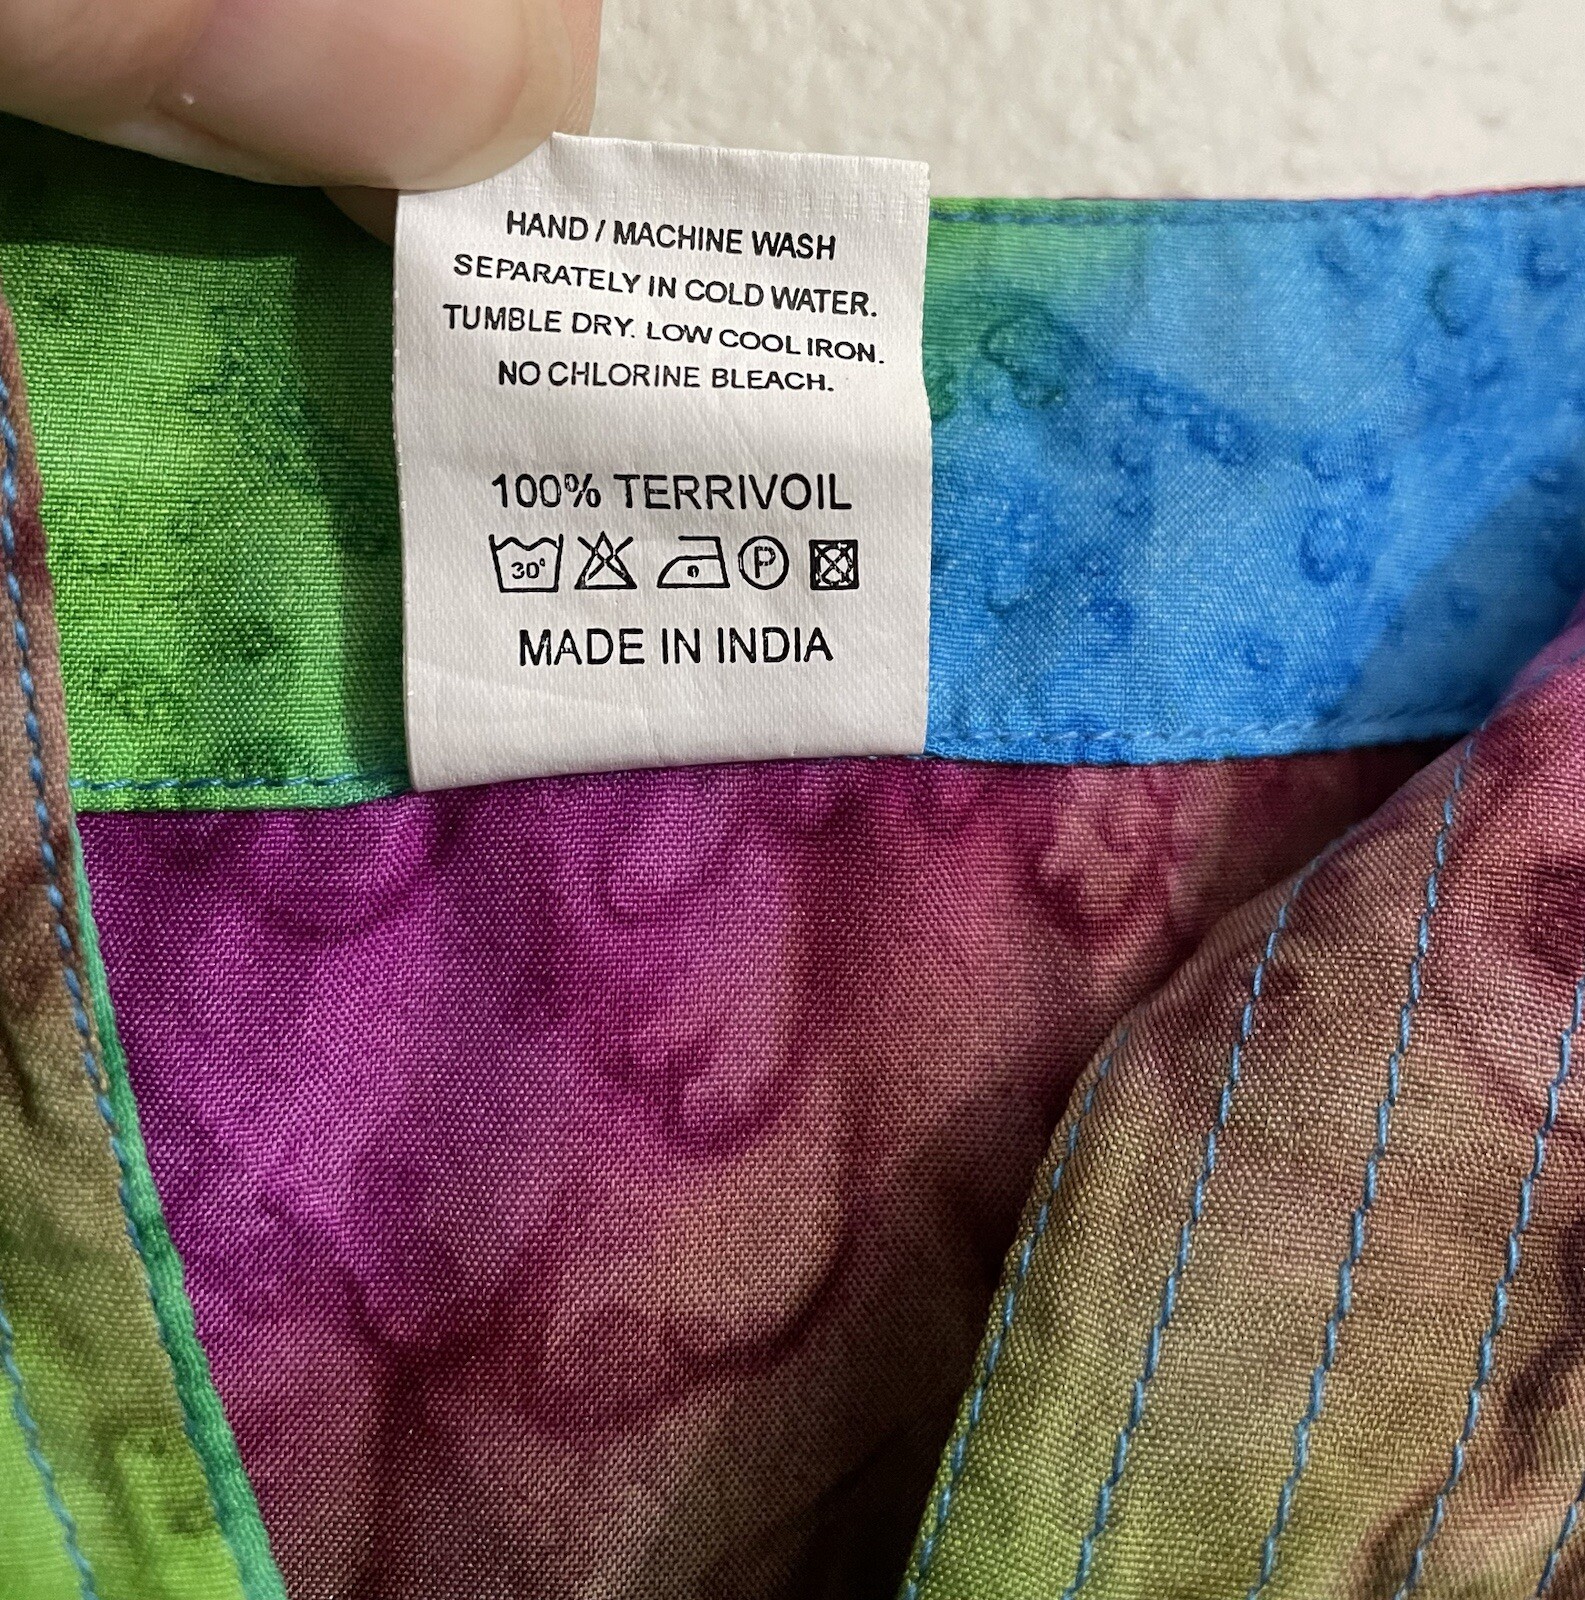 HAND / MACHINE WASH
SEPARATELY IN COLD WATER.
TUMBLE DRY. LOW COOL IRON.
NO CHLORINE BLEACH.
100% TERRIVOIL
30° P
MADE IN INDIA